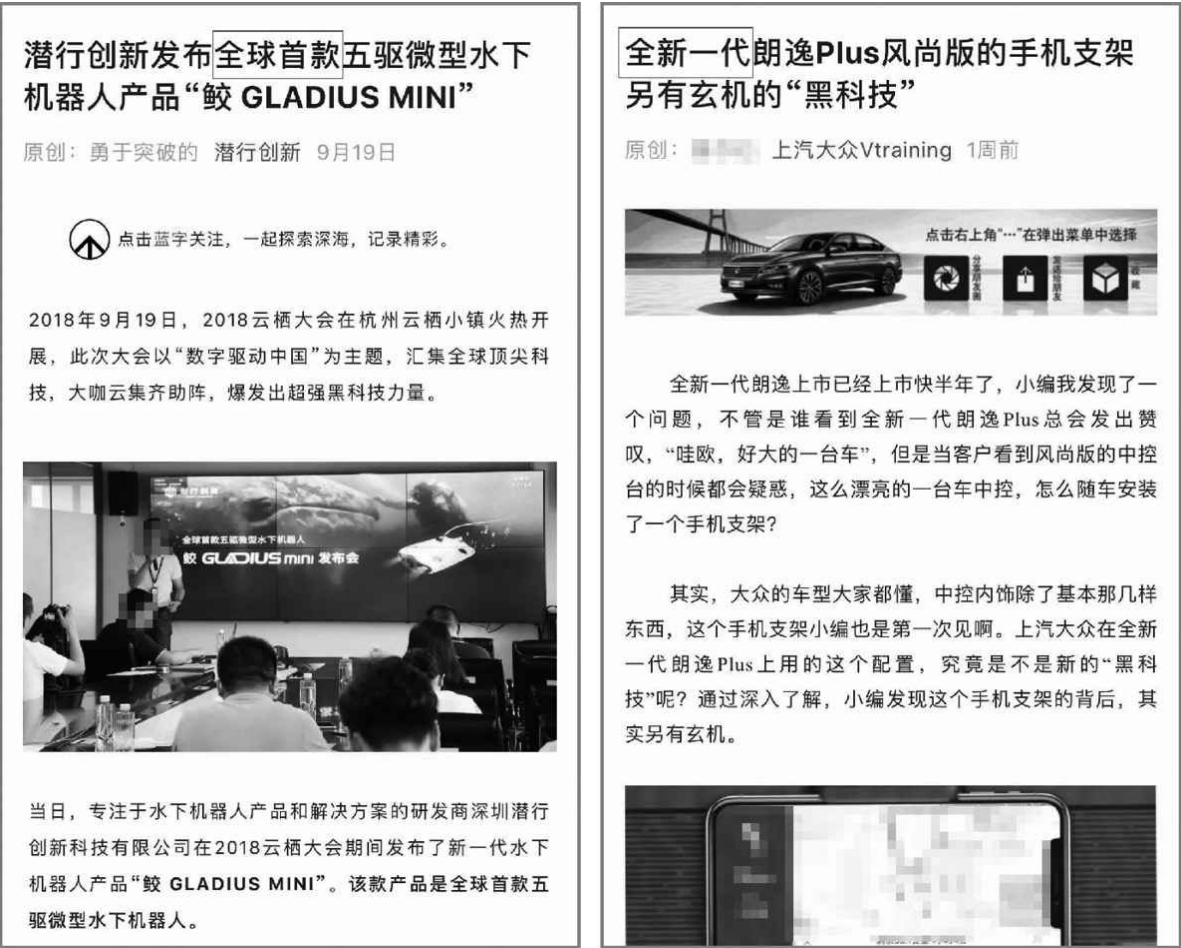 潜行创新发布全球首款五驱微型水下
机器人产品“鲛 GLADIUS MINI”
原创：勇于突破的 潜行创新 9月19日
点击蓝字关注，一起探索深海，记录精彩。
2018年9月19日，2018云栖大会在杭州云栖小镇火热开
展，此次大会以“数字驱动中国”为主题，汇集全球顶尖科
技，大咖云集齐助阵，爆发出超强黑科技力量。
全球首款五驱微型水下机器人
鲛 GLADIUS mini 发布会
当日，专注于水下机器人产品和解决方案的研发商深圳潜行
创新科技有限公司在2018云栖大会期间发布了新一代水下
机器人产品“鲛 GLADIUS MINI”。该款产品是全球首款五
驱微型水下机器人。
全新一代朗逸Plus风尚版的手机支架
另有玄机的“黑科技”
原创： 上汽大众Vtraining 1周前
点击右上角“···”在弹出菜单中选择
分享朋友圈
发送给朋友
收藏
全新一代朗逸上市已经上市快半年了，小编我发现了一
个问题，不管是谁看到全新一代朗逸Plus总会发出赞
叹，“哇欧，好大的一台车”，但是当客户看到风尚版的中控
台的时候都会疑惑，这么漂亮的一台车中控，怎么随车安装
了一个手机支架？
其实，大众的车型大家都懂，中控内饰除了基本那几样
东西，这个手机支架小编也是第一次见啊。上汽大众在全新
一代朗逸Plus上用的这个配置，究竟是不是新的“黑科
技”呢？通过深入了解，小编发现这个手机支架的背后，其
实另有玄机。